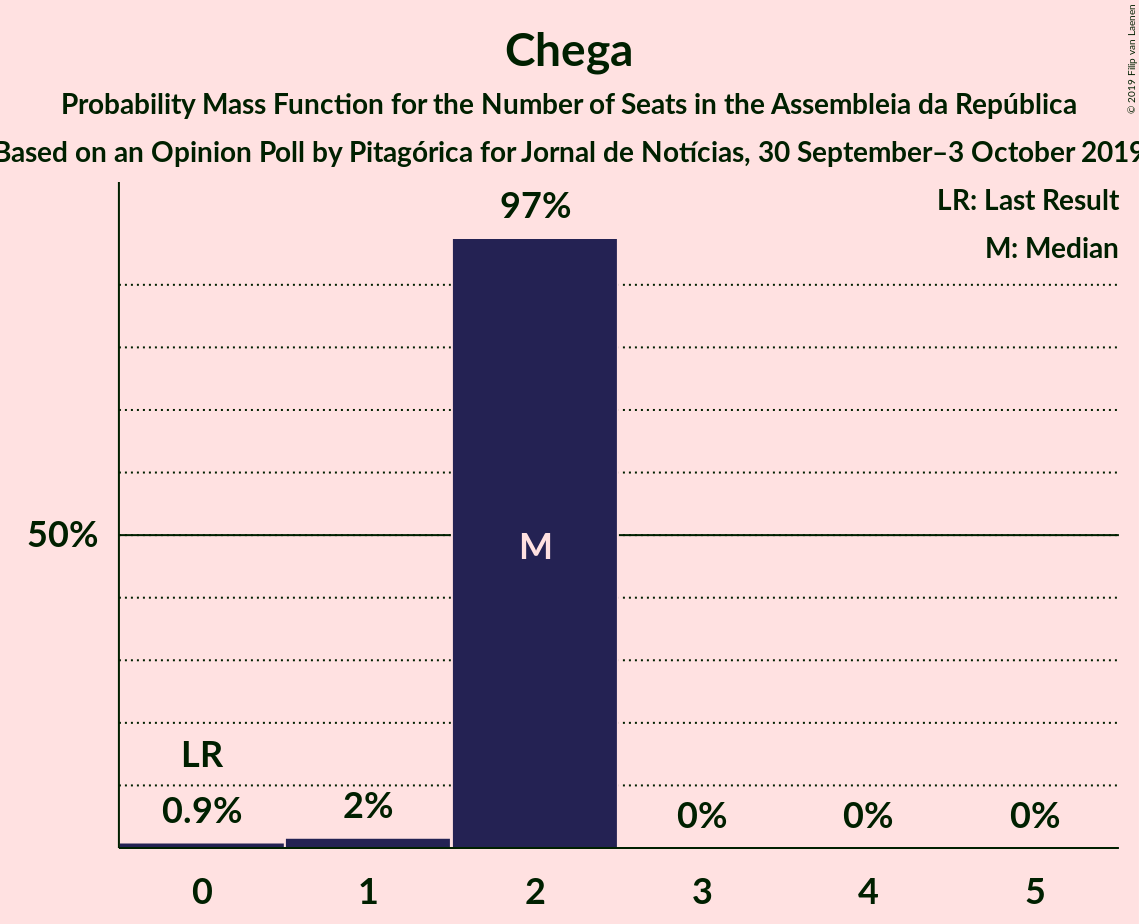 Chega
Probability Mass Function for the Number of Seats in the Assembleia da República
Based on an Opinion Poll by Pitagórica for Jornal de Notícias, 30 September–3 October 2019
© 2019 Filip van Laenen
LR: Last Result
M: Median
97%
50%
M
LR
0.9%
2%
0%
0%
0%
0
1
2
3
4
5